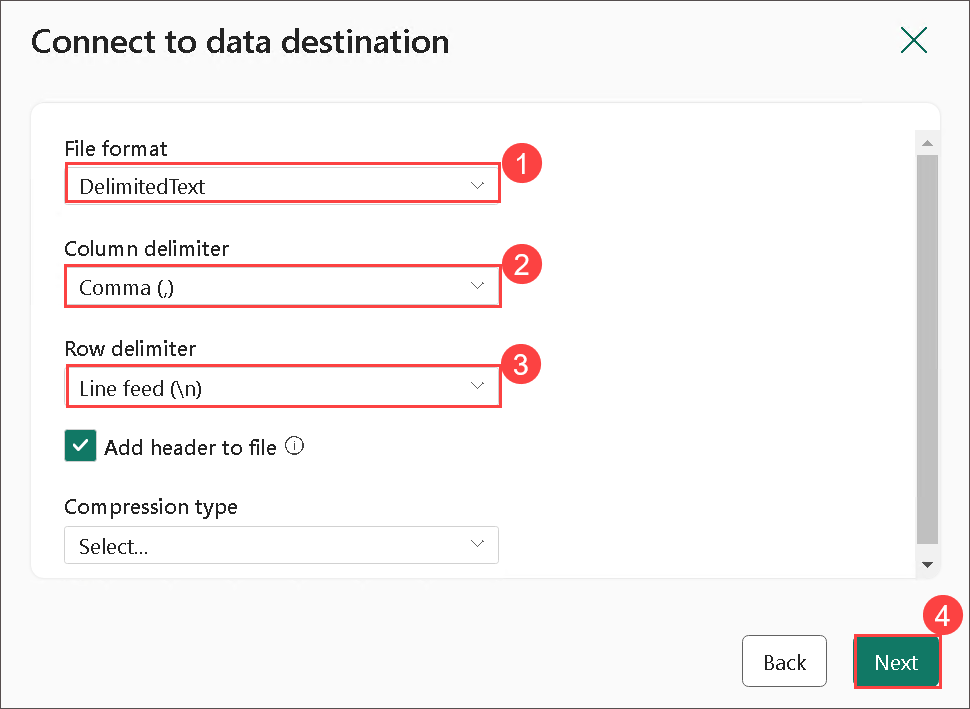 Connect to data destination
File format
DelimitedText
1
Column delimiter
Comma (,)
2
Row delimiter
Line feed (\n)
3
Add header to file
Compression type
Select...
4
Back
Next